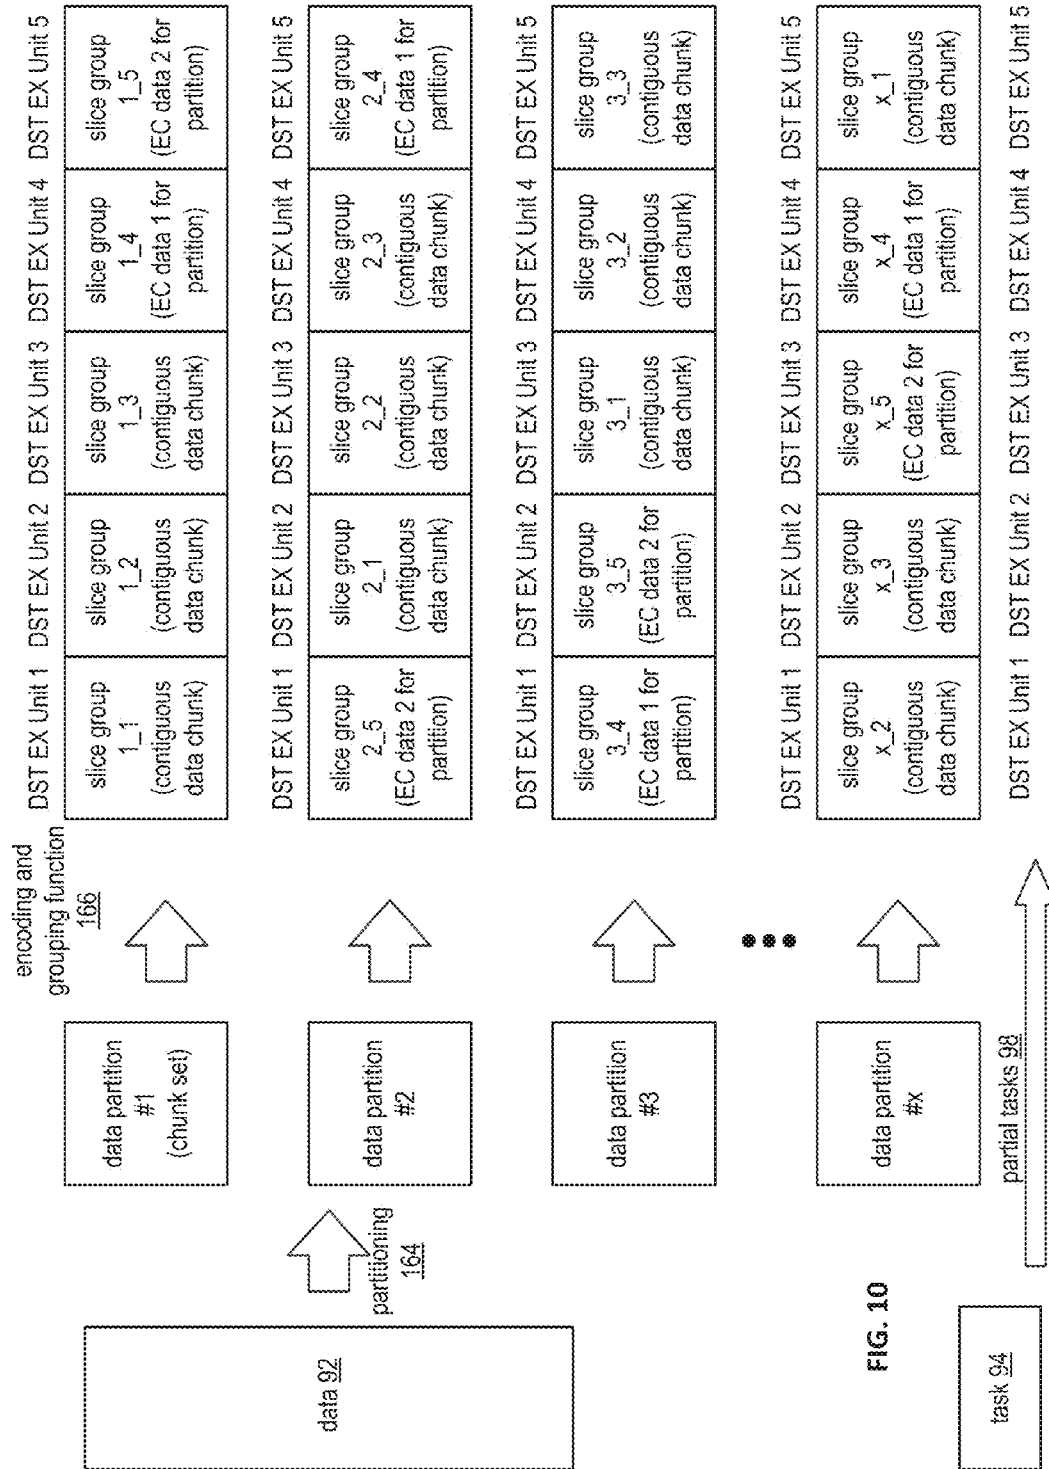 data 92
partitioning
164
data partition
#1
(chunk set)
data partition
#2
data partition
#3
data partition
#x
encoding and
grouping function
166
DST EX Unit 1
DST EX Unit 2
DST EX Unit 3
DST EX Unit 4
DST EX Unit 5
slice group
1_1
(contiguous
data chunk)
slice group
1_2
(contiguous
data chunk)
slice group
1_3
(contiguous
data chunk)
slice group
1_4
(EC data 1 for
partition)
slice group
1_5
(EC data 2 for
partition)
DST EX Unit 1
DST EX Unit 2
DST EX Unit 3
DST EX Unit 4
DST EX Unit 5
slice group
2_5
(EC data 2 for
partition)
slice group
2_1
(contiguous
data chunk)
slice group
2_2
(contiguous
data chunk)
slice group
2_3
(contiguous
data chunk)
slice group
2_4
(EC data 1 for
partition)
DST EX Unit 1
DST EX Unit 2
DST EX Unit 3
DST EX Unit 4
DST EX Unit 5
slice group
3_4
(EC data 1 for
partition)
slice group
3_5
(EC data 2 for
partition)
slice group
3_1
(contiguous
data chunk)
slice group
3_2
(contiguous
data chunk)
slice group
3_3
(contiguous
data chunk)
DST EX Unit 1
DST EX Unit 2
DST EX Unit 3
DST EX Unit 4
DST EX Unit 5
slice group
x_2
(contiguous
data chunk)
slice group
x_3
(contiguous
data chunk)
slice group
x_5
(EC data 2 for
partition)
slice group
x_4
(EC data 1 for
partition)
slice group
x_1
(contiguous
data chunk)
FIG. 10
task 94
partial tasks 98
DST EX Unit 1
DST EX Unit 2
DST EX Unit 3
DST EX Unit 4
DST EX Unit 5